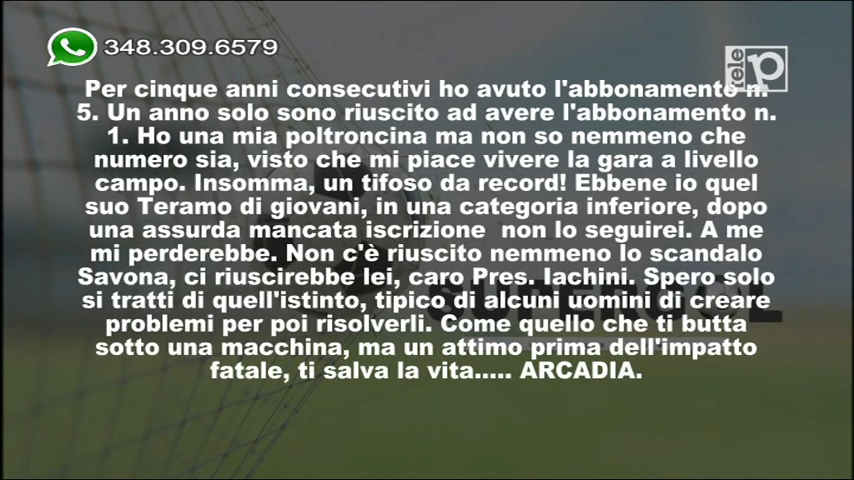 348.309.6579
tele p
Per cinque anni consecutivi ho avuto l'abbonamento n.
5. Un anno solo sono riuscito ad avere l'abbonamento n.
1. Ho una mia poltroncina ma non so nemmeno che
numero sia, visto che mi piace vivere la gara a livello
campo. Insomma, un tifoso da record! Ebbene io quel
suo Teramo di giovani, in una categoria inferiore, dopo
una assurda mancata iscrizione  non lo seguirei. A me
mi perderebbe. Non c'è riuscito nemmeno lo scandalo
Savona, ci riuscirebbe lei, caro Pres. Iachini. Spero solo
si tratti di quell'istinto, tipico di alcuni uomini di creare
problemi per poi risolverli. Come quello che ti butta
sotto una macchina, ma un attimo prima dell'impatto
fatale, ti salva la vita..... ARCADIA.
SUPERGOL